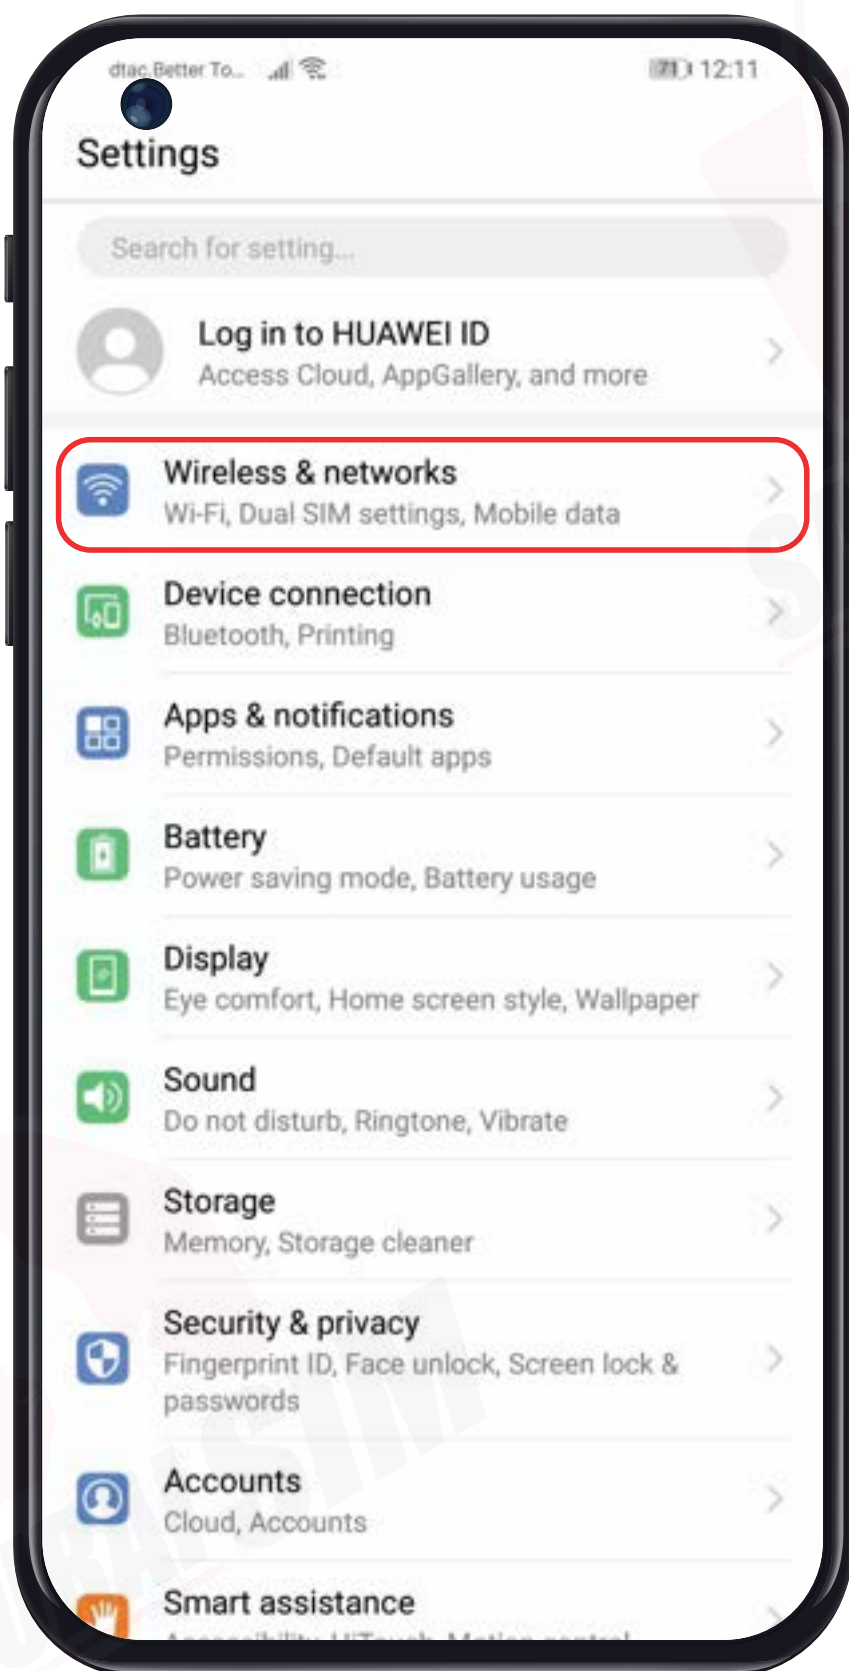 dtac,Better To... 71 12:11
Settings
Search for setting...
Log in to HUAWEI ID
Access Cloud, AppGallery, and more
Wireless & networks
Wi-Fi, Dual SIM settings, Mobile data
Device connection
Bluetooth, Printing
Apps & notifications
Permissions, Default apps
Battery
Power saving mode, Battery usage
Display
Eye comfort, Home screen style, Wallpaper
Sound
Do not disturb, Ringtone, Vibrate
Storage
Memory, Storage cleaner
Security & privacy
Fingerprint ID, Face unlock, Screen lock &
passwords
Accounts
Cloud, Accounts
Smart assistance